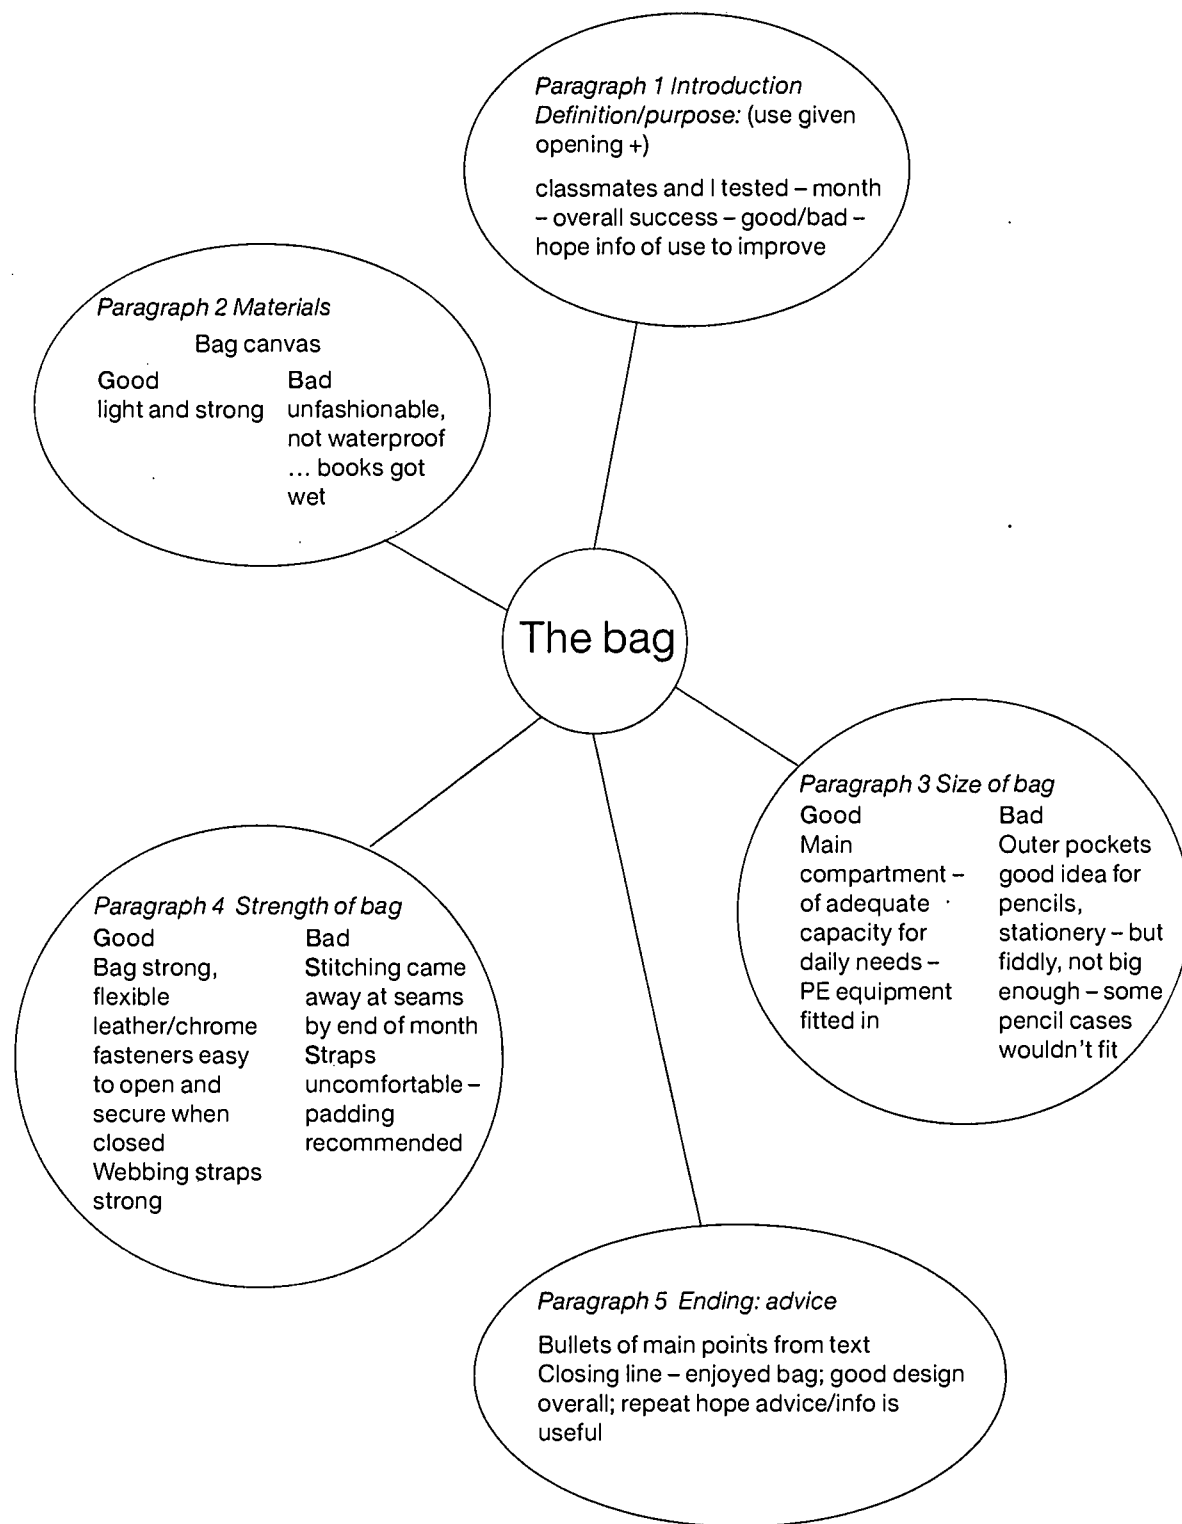 Paragraph 1 Introduction
Definition/purpose: (use given
opening +)
classmates and I tested – month
– overall success – good/bad –
hope info of use to improve
Paragraph 2 Materials
Bag canvas
Good
light and strong
Bad
unfashionable,
not waterproof
... books got
wet
The bag
Paragraph 3 Size of bag
Good
Main
compartment –
of adequate
capacity for
daily needs –
PE equipment
fitted in
Bad
Outer pockets
good idea for
pencils,
stationery – but
fiddly, not big
enough – some
pencil cases
wouldn't fit
Paragraph 4 Strength of bag
Good
Bag strong,
flexible
leather/chrome
fasteners easy
to open and
secure when
closed
Webbing straps
strong
Bad
Stitching came
away at seams
by end of month
Straps
uncomfortable –
padding
recommended
Paragraph 5 Ending: advice
Bullets of main points from text
Closing line – enjoyed bag; good design
overall; repeat hope advice/info is
useful